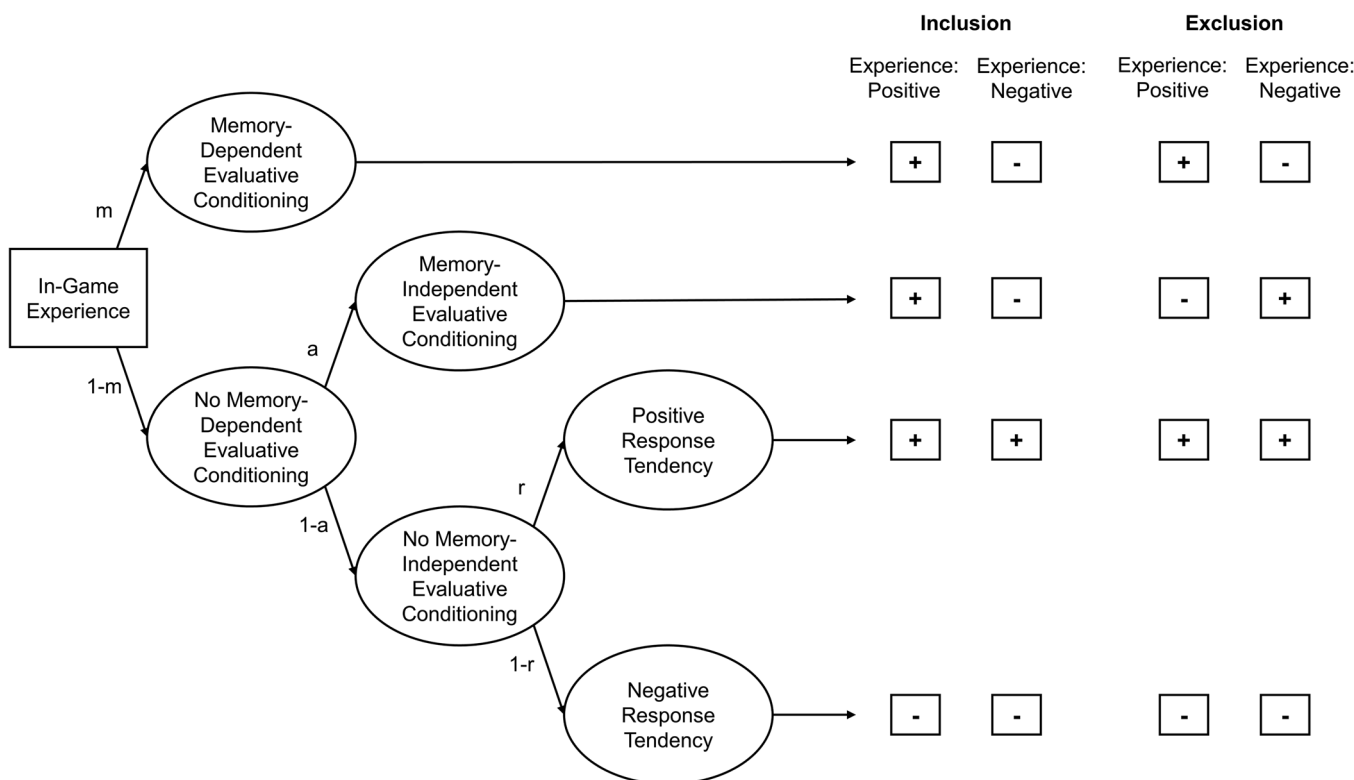 Inclusion Exclusion
Experience: Positive
Experience: Negative
Experience: Positive
Experience: Negative
Memory-
Dependent
Evaluative
Conditioning
+ - + -
m
In-Game
Experience
Memory-
Independent
Evaluative
Conditioning
+ - - +
a
1-m
No Memory-
Dependent
Evaluative
Conditioning
Positive
Response
Tendency
+ + + +
r
1-a
No Memory-
Independent
Evaluative
Conditioning
1-r
Negative
Response
Tendency
- - - -